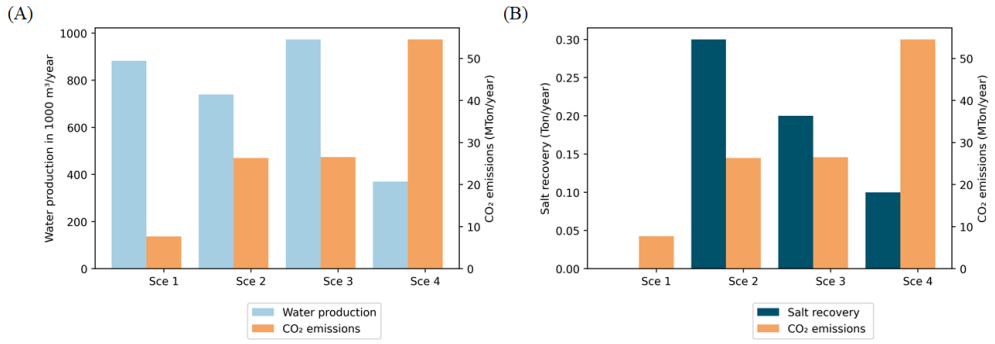 (A)
Water production in 1000 m³/year
1000
800
600
400
200
0
50
40
30
20
10
0
CO₂ emissions (MTon/year)
Sce 1 Sce 2 Sce 3 Sce 4
Water production
CO₂ emissions
(B)
Salt recovery (Ton/year)
0.30
0.25
0.20
0.15
0.10
0.05
0.00
50
40
30
20
10
0
CO₂ emissions (MTon/year)
Sce 1 Sce 2 Sce 3 Sce 4
Salt recovery
CO₂ emissions